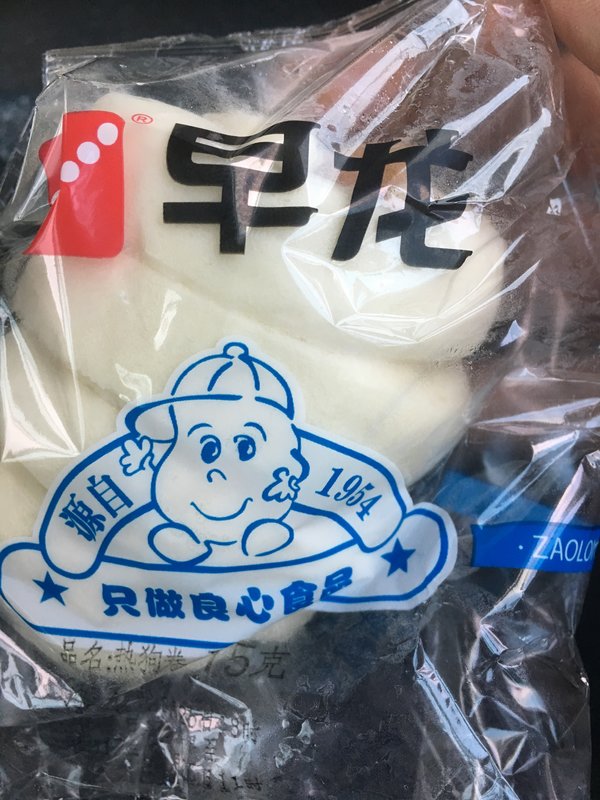 早龙
®
源自 1954
只做良心食品
· ZAOLO
品名:热狗卷 15克